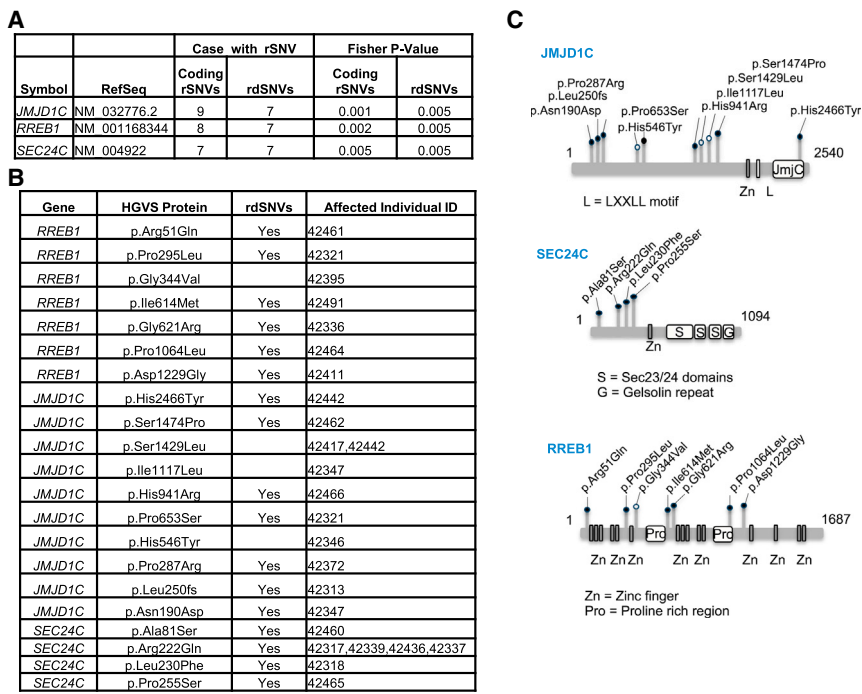 A
Case with rSNV Fisher P-Value
Symbol RefSeq Coding rSNVs rdSNVs Coding rSNVs rdSNVs
JMJD1C NM_032776.2 9 7 0.001 0.005
RREB1 NM_001168344 8 7 0.002 0.005
SEC24C NM_004922 7 7 0.005 0.005
B
Gene HGVS Protein rdSNVs Affected Individual ID
RREB1 p.Arg51Gln Yes 42461
RREB1 p.Pro295Leu Yes 42321
RREB1 p.Gly344Val 42395
RREB1 p.Ile614Met Yes 42491
RREB1 p.Gly621Arg Yes 42336
RREB1 p.Pro1064Leu Yes 42464
RREB1 p.Asp1229Gly Yes 42411
JMJD1C p.His2466Tyr Yes 42442
JMJD1C p.Ser1474Pro Yes 42462
JMJD1C p.Ser1429Leu 42417,42442
JMJD1C p.Ile1117Leu 42347
JMJD1C p.His941Arg Yes 42466
JMJD1C p.Pro653Ser Yes 42321
JMJD1C p.His546Tyr 42346
JMJD1C p.Pro287Arg Yes 42372
JMJD1C p.Leu250fs Yes 42313
JMJD1C p.Asn190Asp Yes 42347
SEC24C p.Ala81Ser Yes 42460
SEC24C p.Arg222Gln Yes 42317,42339,42436,42337
SEC24C p.Leu230Phe Yes 42318
SEC24C p.Pro255Ser Yes 42465
C
JMJD1C
p.Ser1474Pro
p.Ser1429Leu
p.Pro287Arg
p.Ile1117Leu
p.Leu250fs
p.His941Arg
p.Asn190Asp
p.Pro653Ser
p.His2466Tyr
p.His546Tyr
1 2540
JmjC
Zn L
L = LXXLL motif
SEC24C
p.Ala81Ser
p.Arg222Gln
p.Leu230Phe
p.Pro255Ser
1 1094
S S S G
Zn
S = Sec23/24 domains
G = Gelsolin repeat
RREB1
p.Arg51Gln
p.Pro295Leu
p.Gly344Val
p.Ile614Met
p.Gly621Arg
p.Pro1064Leu
p.Asp1229Gly
1 1687
Pro Pro
Zn Zn Zn Zn Zn Zn Zn
Zn = Zinc finger
Pro = Proline rich region